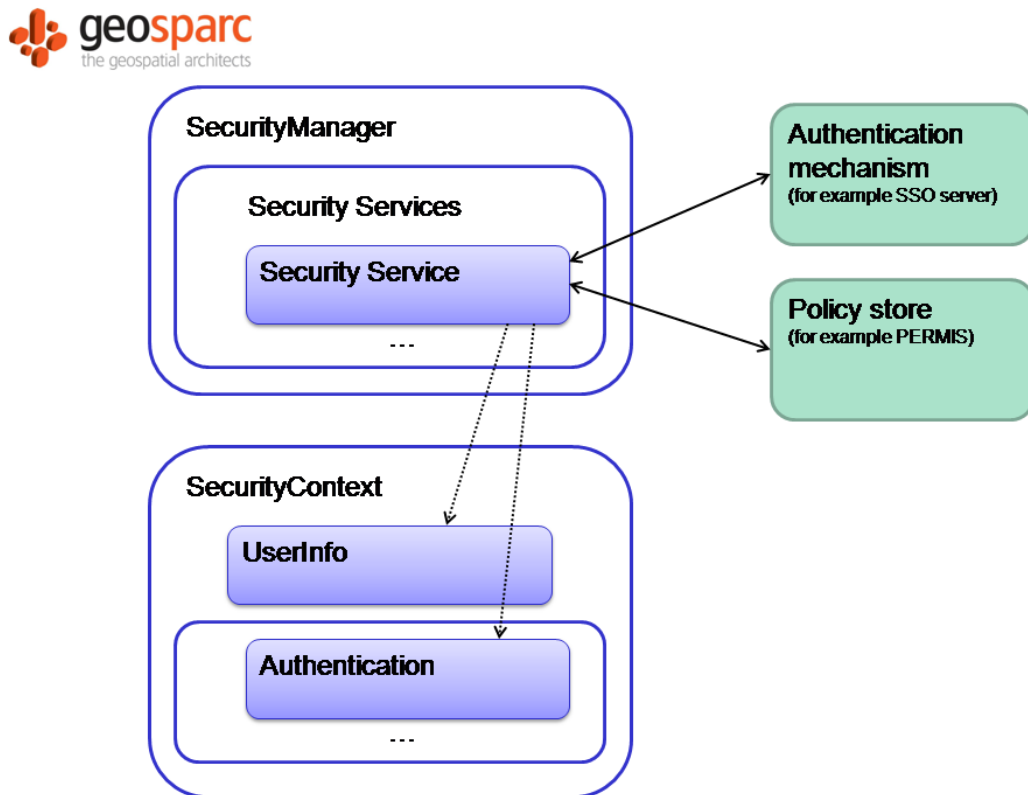 geosparc
the geospatial architects
SecurityManager
Security Services
Security Service
...
Authentication
mechanism
(for example SSO server)
Policy store
(for example PERMIS)
SecurityContext
UserInfo
Authentication
...